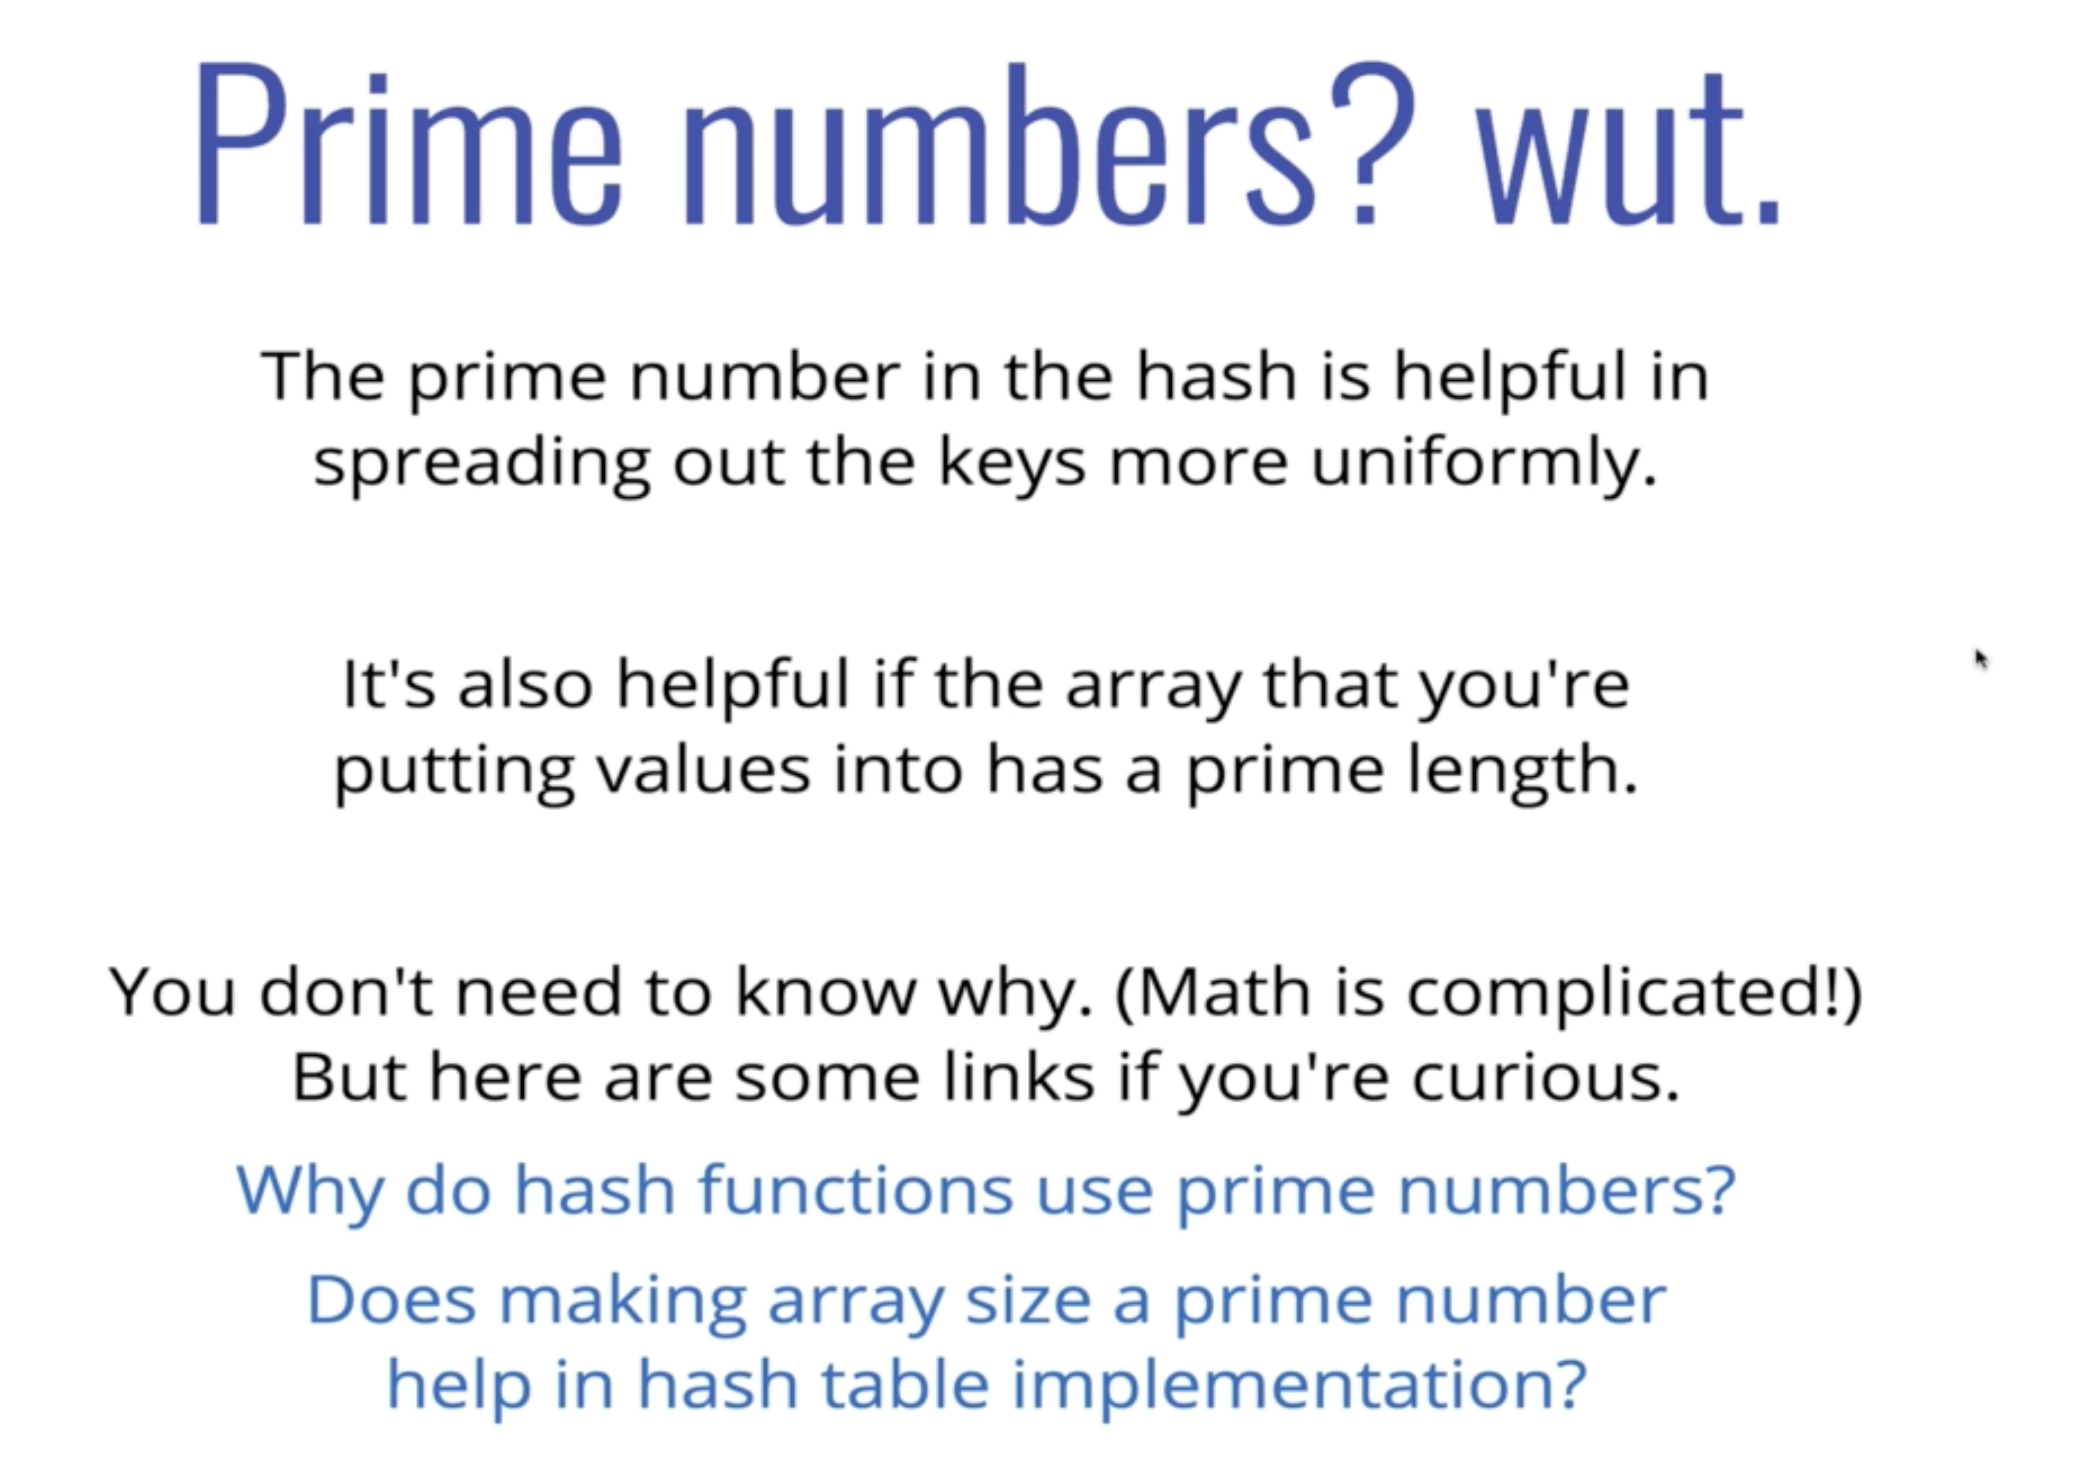 Prime numbers? wut.
The prime number in the hash is helpful in
spreading out the keys more uniformly.
It's also helpful if the array that you're
putting values into has a prime length.
You don't need to know why. (Math is complicated!)
But here are some links if you're curious.
Why do hash functions use prime numbers?
Does making array size a prime number
help in hash table implementation?